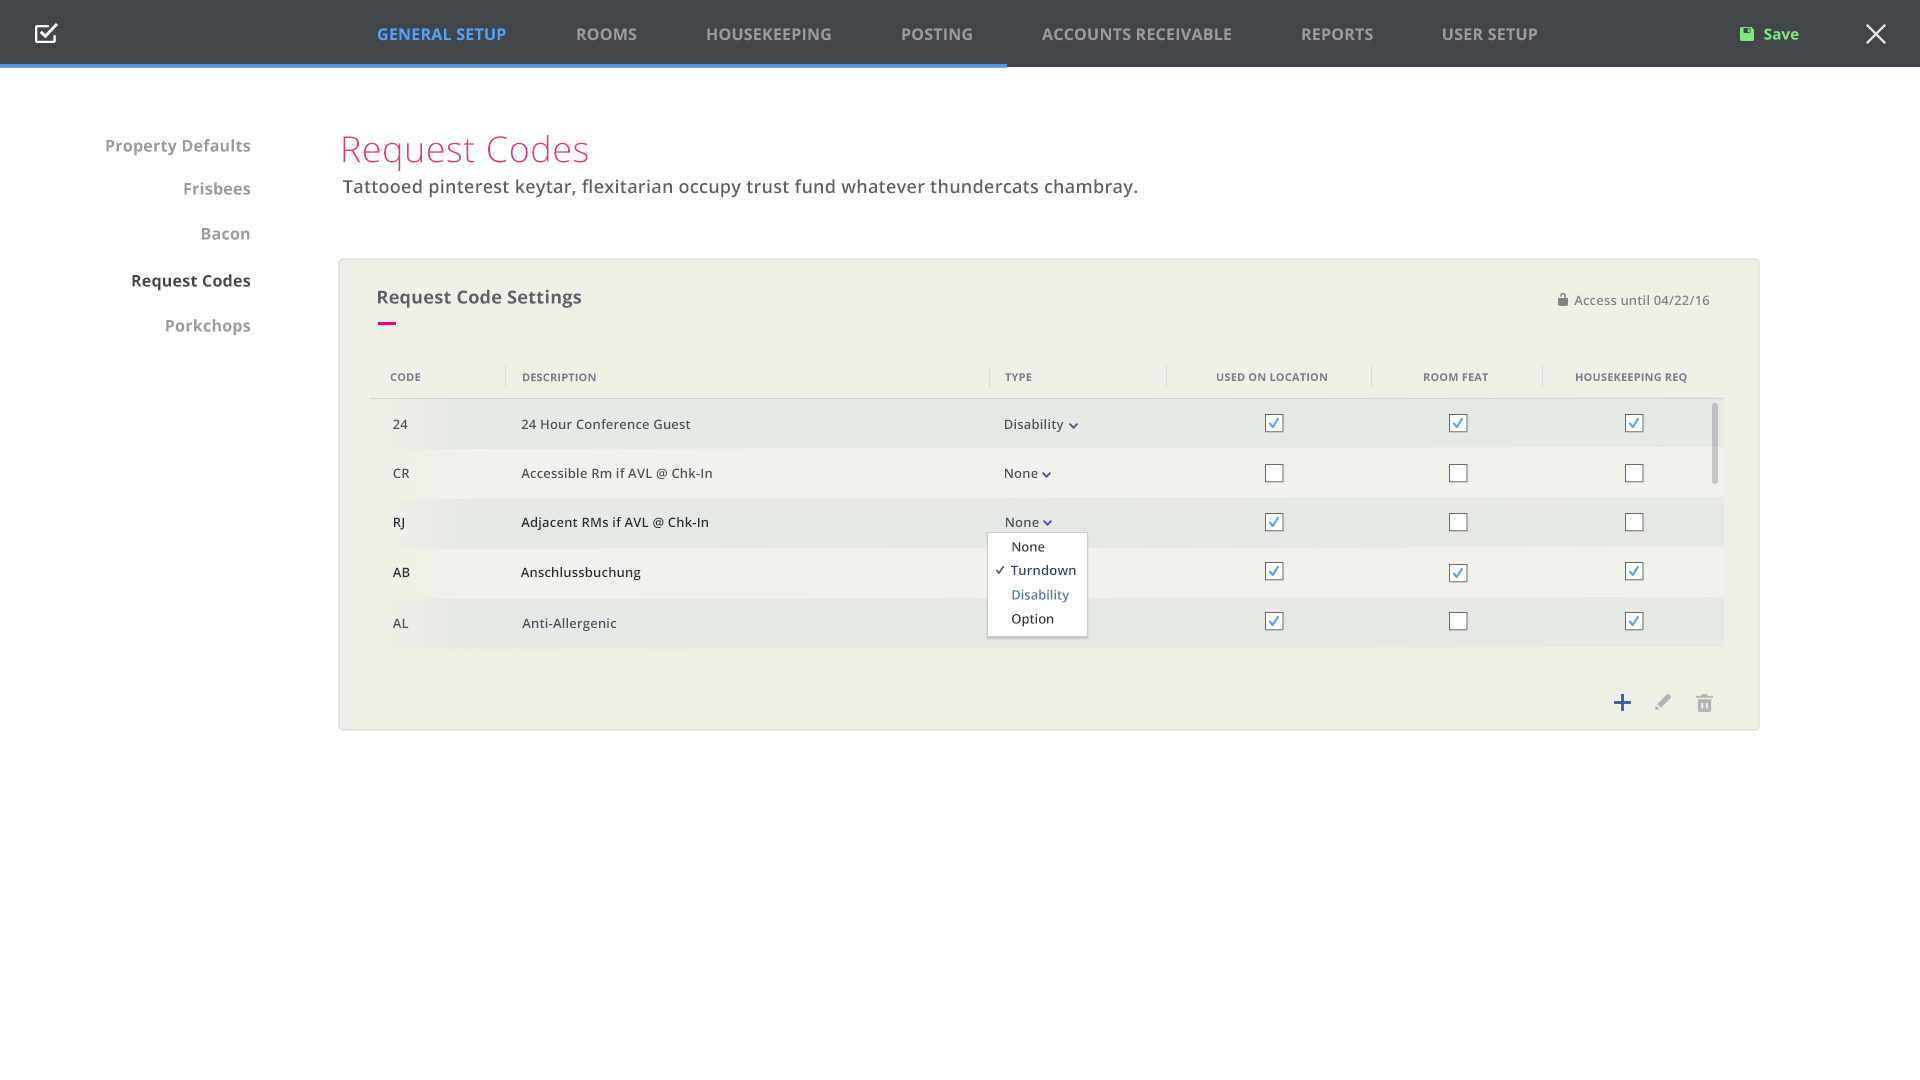 GENERAL SETUP ROOMS HOUSEKEEPING POSTING ACCOUNTS RECEIVABLE REPORTS USER SETUP Save
Property Defaults
Frisbees
Bacon
Request Codes
Porkchops
Request Codes
Tattooed pinterest keytar, flexitarian occupy trust fund whatever thundercats chambray.
Request Code Settings
Access until 04/22/16
CODE DESCRIPTION TYPE USED ON LOCATION ROOM FEAT HOUSEKEEPING REQ
24 24 Hour Conference Guest Disability
CR Accessible Rm if AVL @ Chk-In None
RJ Adjacent RMs if AVL @ Chk-In None
None
AB Anschlussbuchung Turndown
Disability
Option
AL Anti-Allergenic